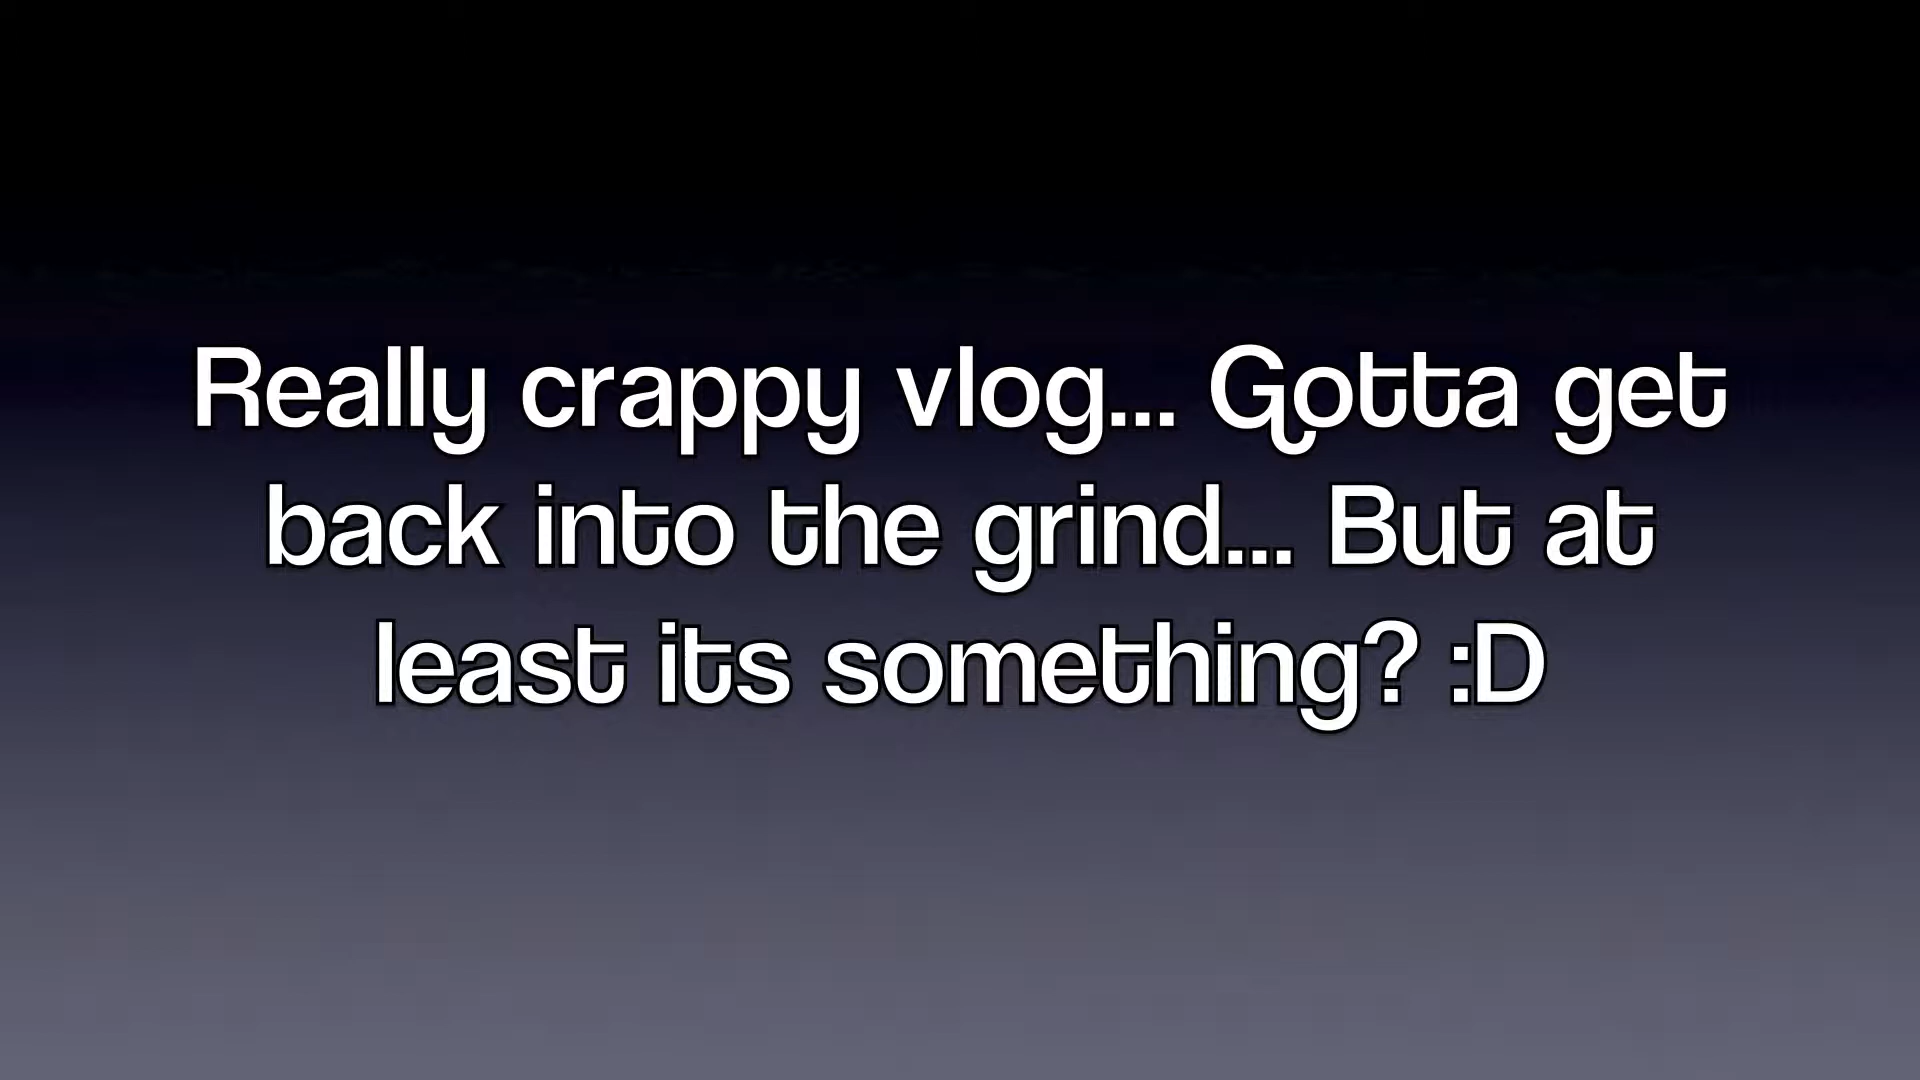 Really crappy vlog... Gotta get
back into the grind... But at
least its something? :D